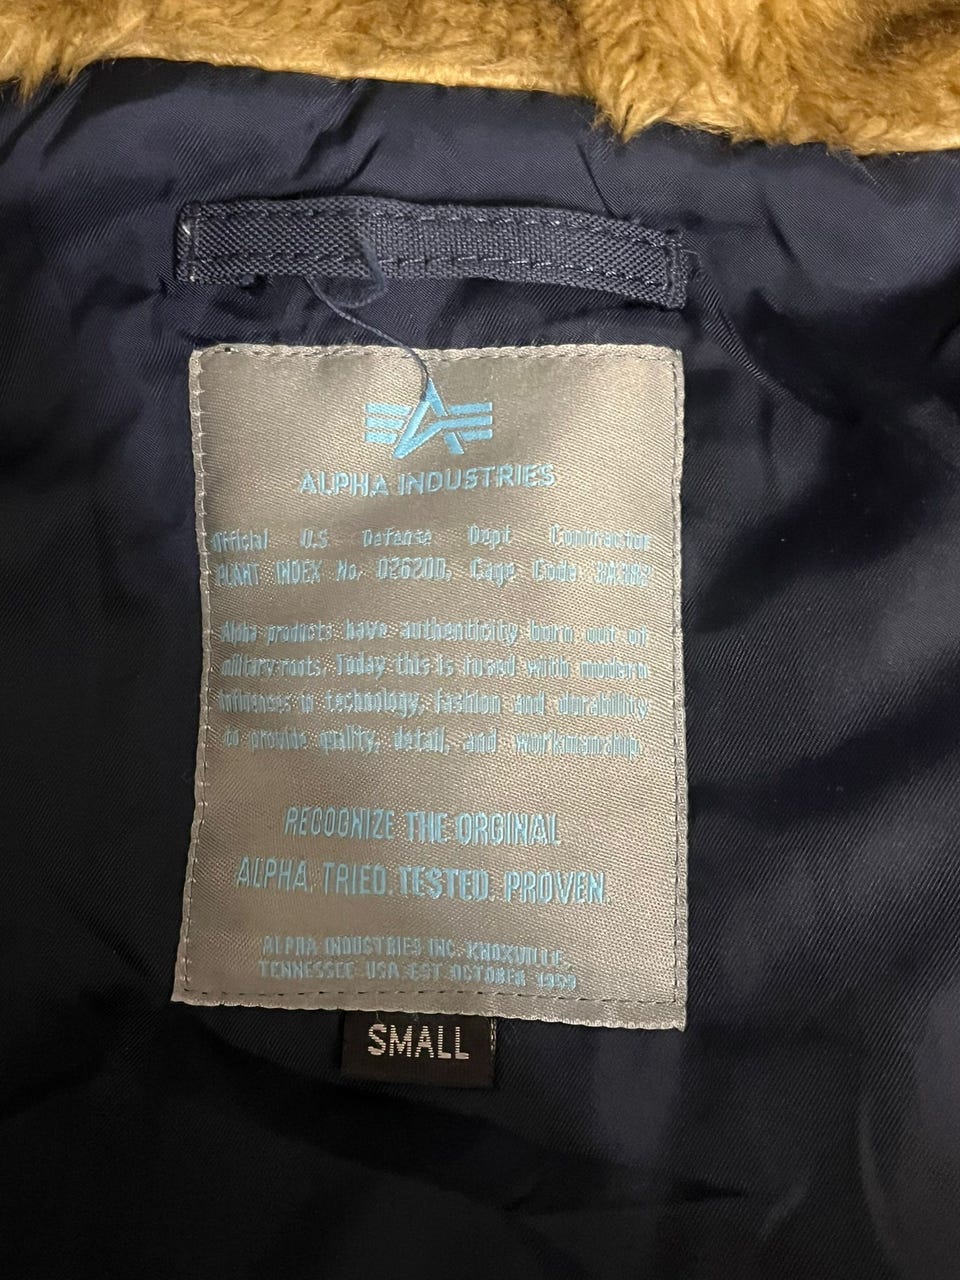 ALPHA INDUSTRIES
Official U.S Defense Dept Contractor
PLANT INDEX No. 026200, Cage Code
Alpha products have authenticity born out of
military roots. Today this is fused with modern
influences in technology, fashion and durability
to provide quality, detail, and workmanship.
RECOGNIZE THE ORGINAL
ALPHA. TRIED. TESTED. PROVEN.
ALPHA INDUSTRIES INC. KNOXVILLE
TENNESSEE USA EST OCTOBER 1959
SMALL